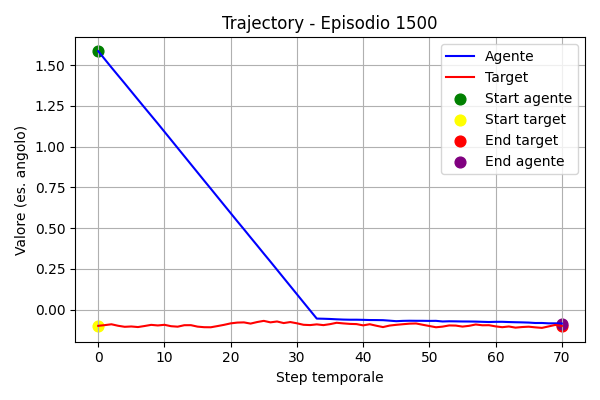 Trajectory - Episodio 1500
Valore (es. angolo)
1.50
1.25
1.00
0.75
0.50
0.25
0.00
0
10
20
30
40
50
60
70
Step temporale
Agente
Target
Start agente
Start target
End target
End agente